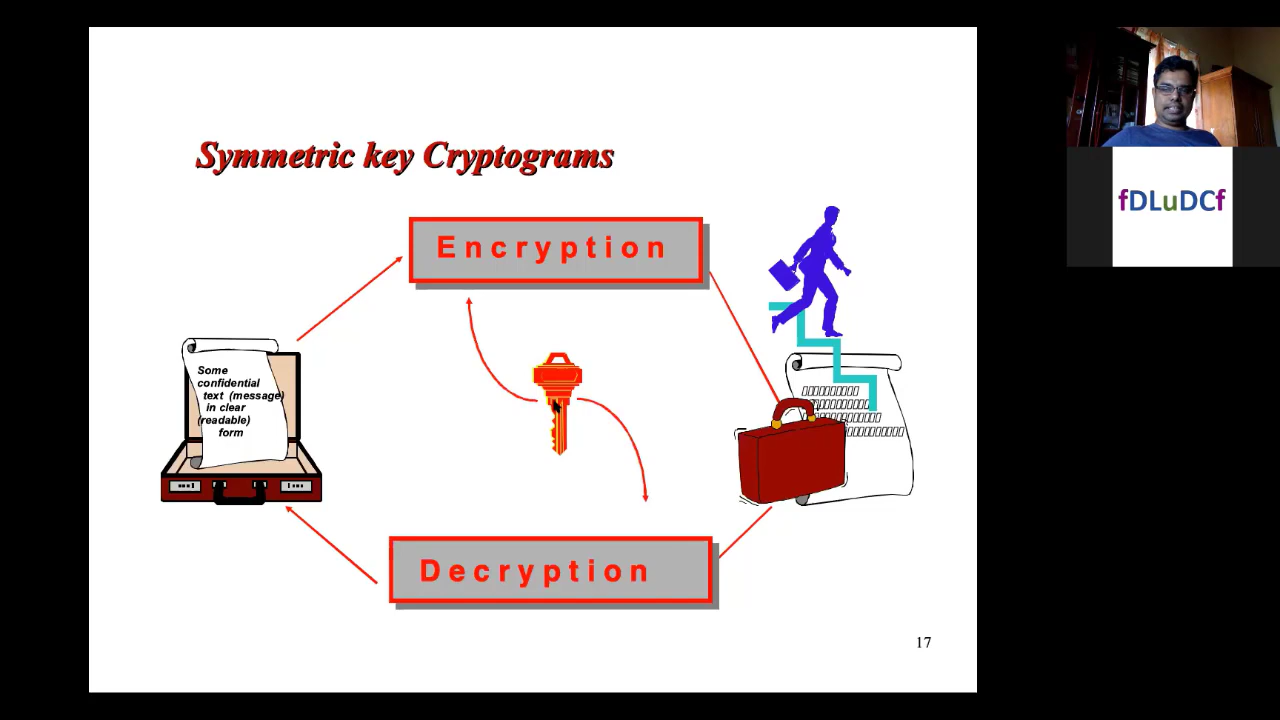 Symmetric key Cryptograms
Encryption
Some
confidential
text (message)
in clear
(readable)
form
Decryption
17
fDLuDCf